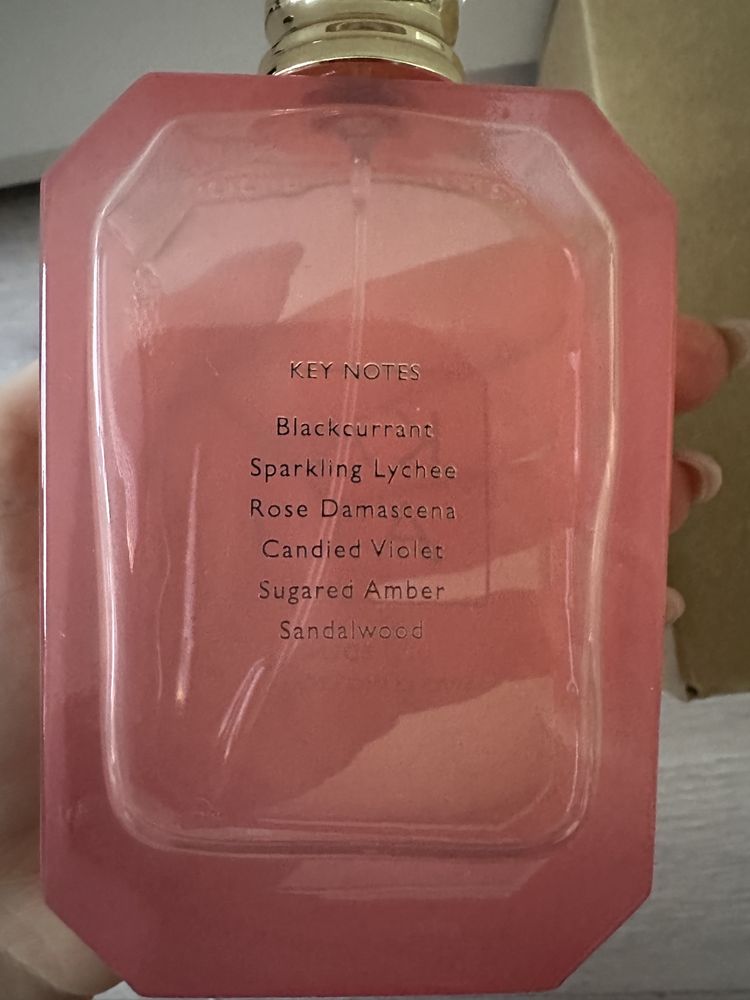 KEY NOTES
Blackcurrant
Sparkling Lychee
Rose Damascena
Candied Violet
Sugared Amber
Sandalwood